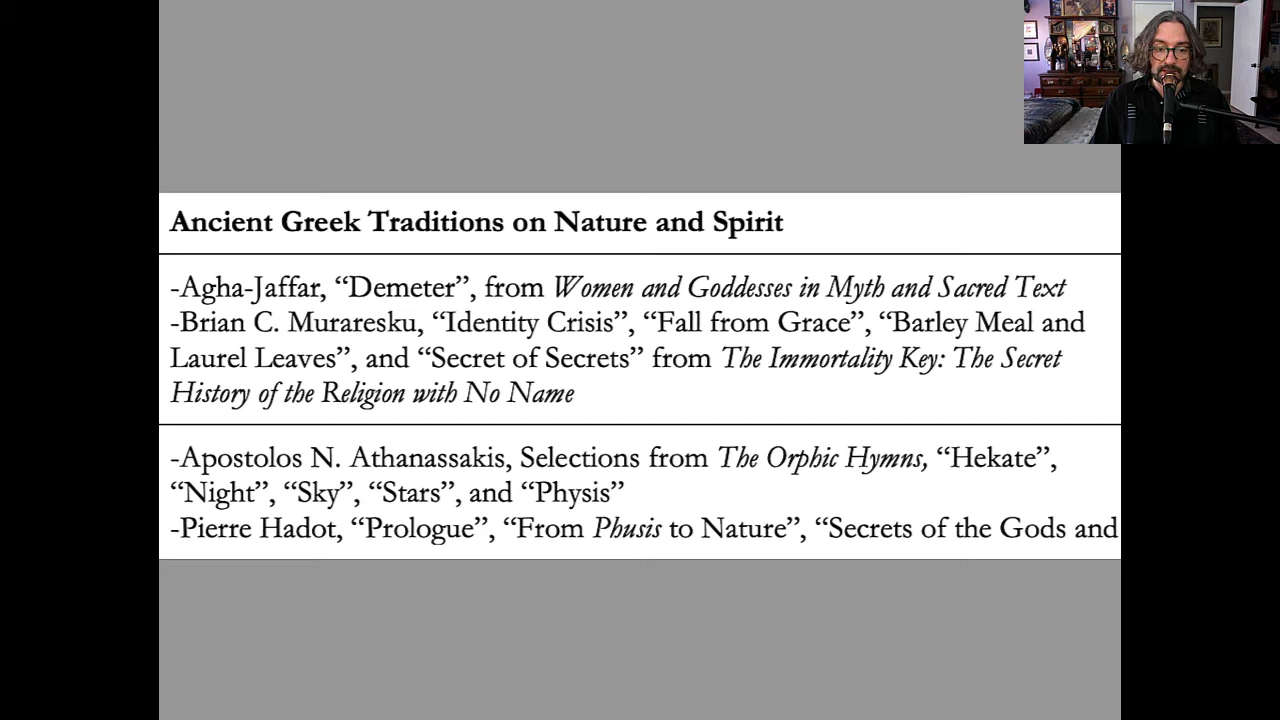 Ancient Greek Traditions on Nature and Spirit
-Agha-Jaffar, “Demeter”, from Women and Goddesses in Myth and Sacred Text
-Brian C. Muraresku, “Identity Crisis”, “Fall from Grace”, “Barley Meal and
Laurel Leaves”, and “Secret of Secrets” from The Immortality Key: The Secret
History of the Religion with No Name
-Apostolos N. Athanassakis, Selections from The Orphic Hymns, “Hekate”,
“Night”, “Sky”, “Stars”, and “Physis”
-Pierre Hadot, “Prologue”, “From Phusis to Nature”, “Secrets of the Gods and